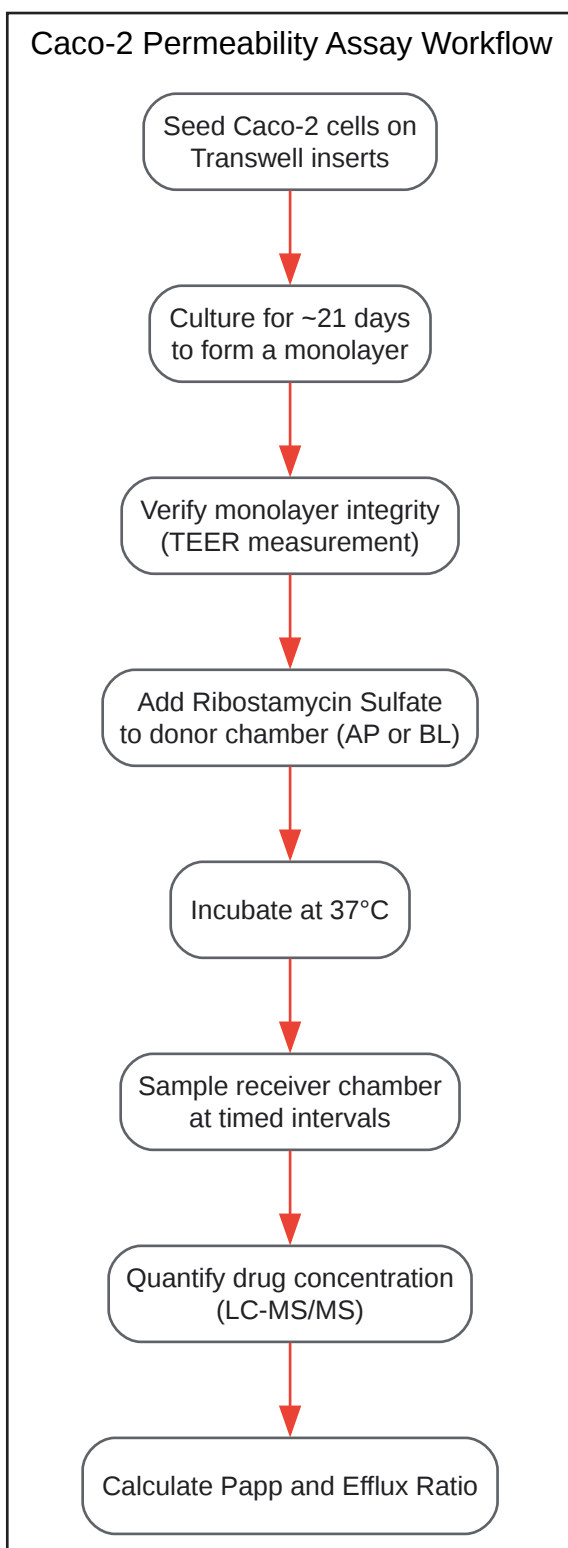 Caco-2 Permeability Assay Workflow
Seed Caco-2 cells on
Transwell inserts
Culture for ~21 days
to form a monolayer
Verify monolayer integrity
(TEER measurement)
Add Ribostamycin Sulfate
to donor chamber (AP or BL)
Incubate at 37°C
Sample receiver chamber
at timed intervals
Quantify drug concentration
(LC-MS/MS)
Calculate Papp and Efflux Ratio